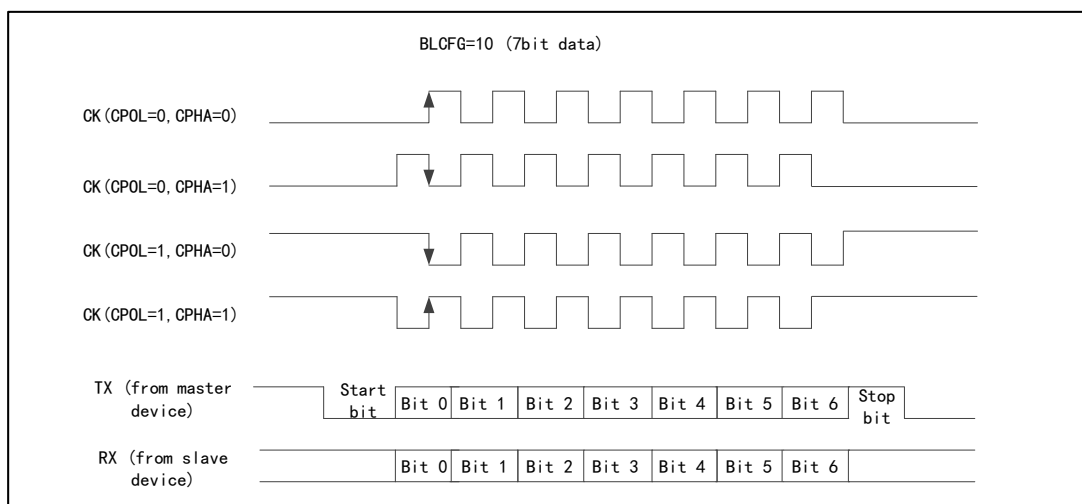 BLCFG=10 (7bit data)
CK(CPOL=0, CPHA=0)
CK(CPOL=0, CPHA=1)
CK(CPOL=1, CPHA=0)
CK(CPOL=1, CPHA=1)
TX (from master
device)
Start
bit
Bit 0 Bit 1 Bit 2 Bit 3 Bit 4 Bit 5 Bit 6
Stop
bit
RX (from slave
device)
Bit 0 Bit 1 Bit 2 Bit 3 Bit 4 Bit 5 Bit 6